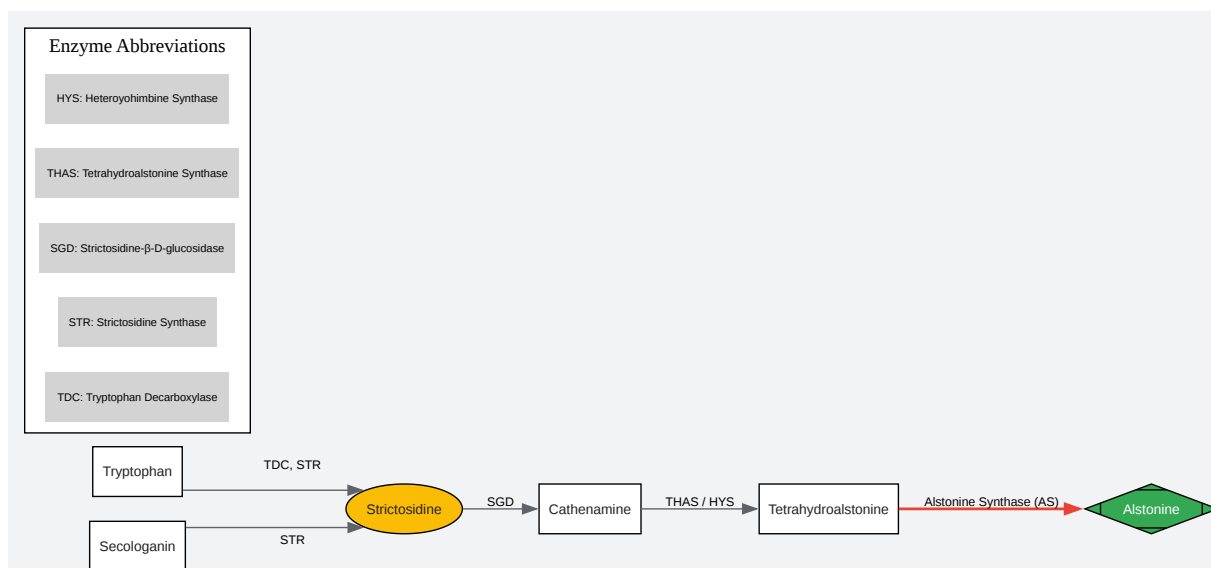 Enzyme Abbreviations
HYS: Heteroyohimbine Synthase
THAS: Tetrahydroalstonine Synthase
SGD: Strictosidine-β-D-glucosidase
STR: Strictosidine Synthase
TDC: Tryptophan Decarboxylase
Tryptophan
TDC, STR
Strictosidine
SGD
Cathenamine
THAS / HYS
Tetrahydroalstonine
Alstonine Synthase (AS)
Alstonine
Secologanin
STR